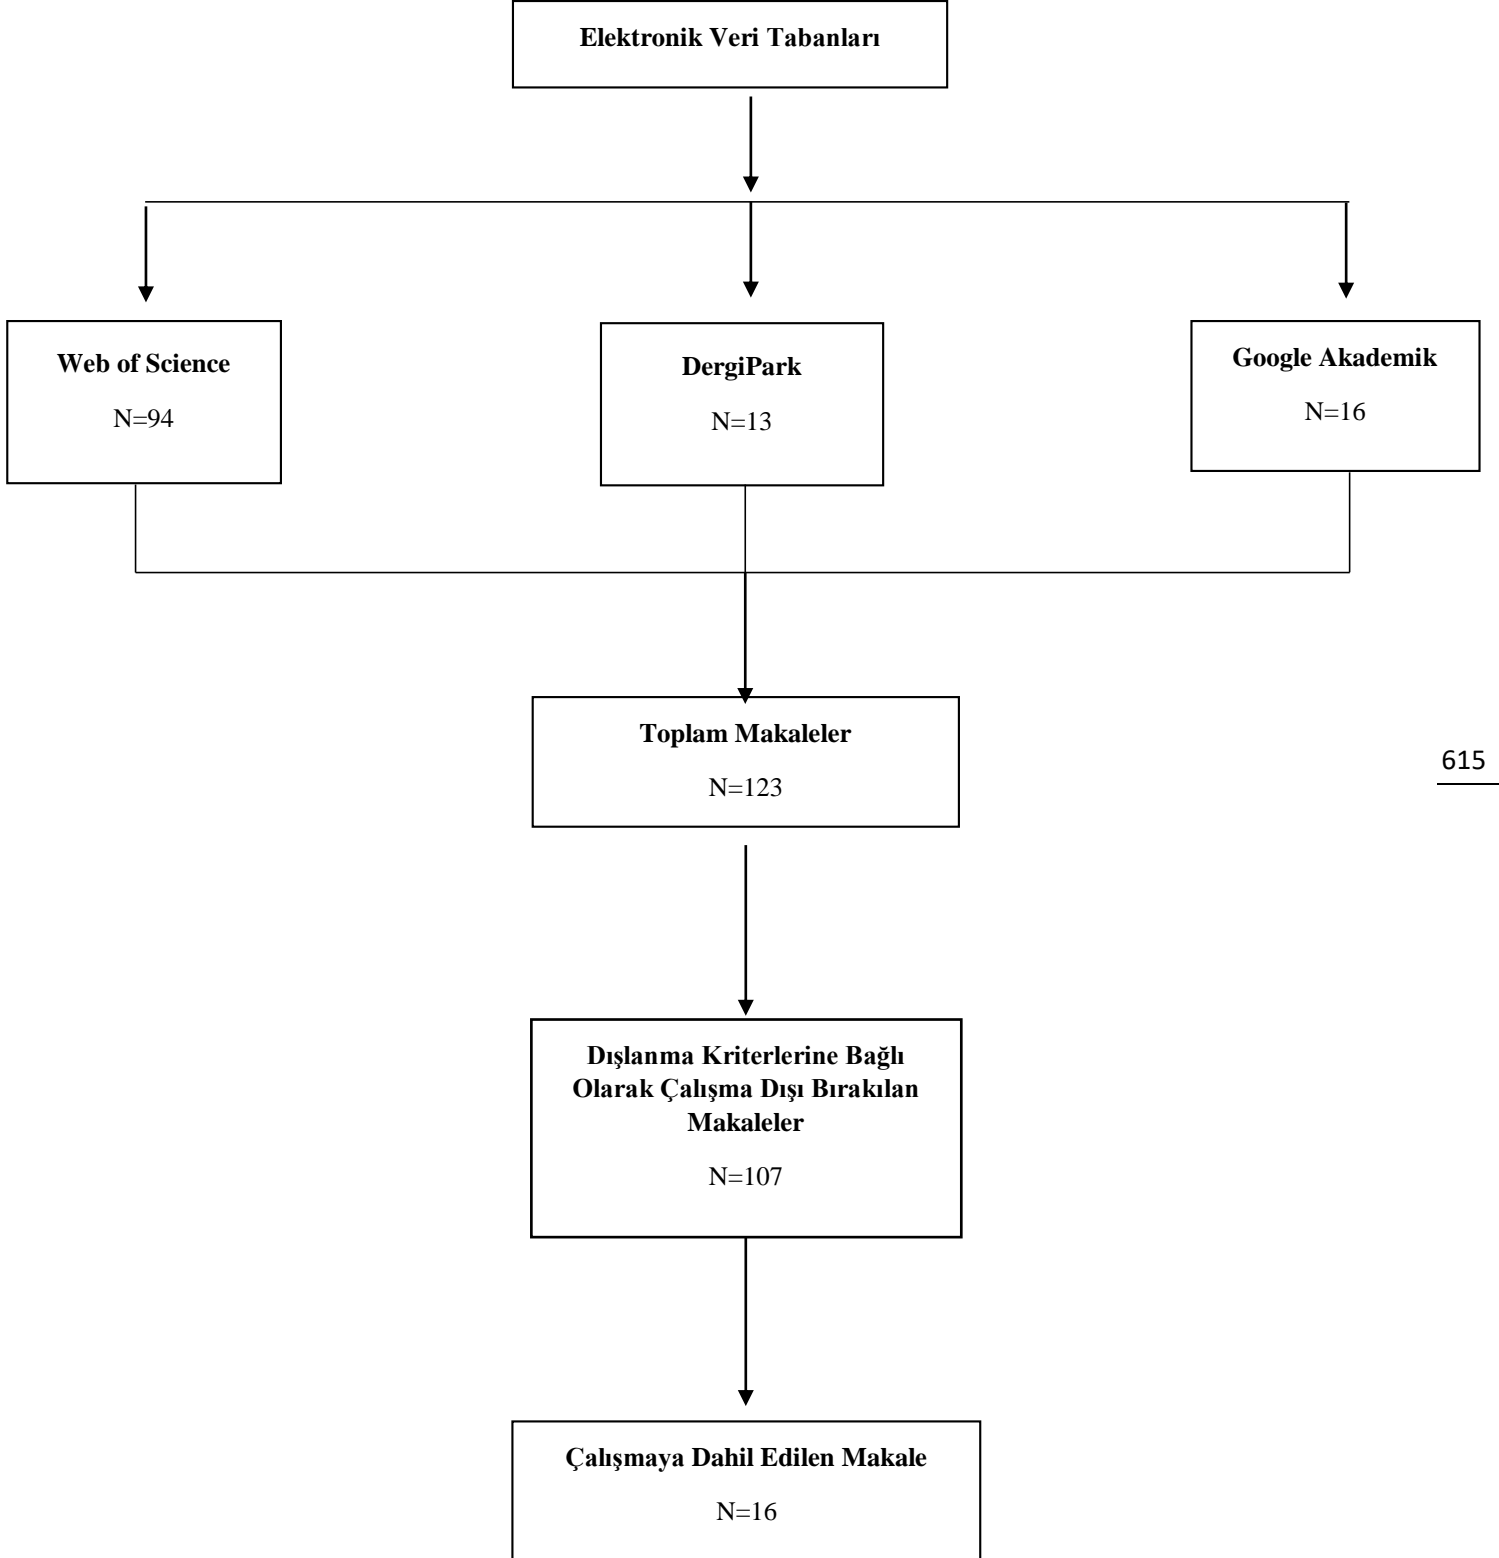 Elektronik Veri Tabanları
Web of Science
N=94
DergiPark
N=13
Google Akademik
N=16
Toplam Makaleler
N=123
615
Dışlanma Kriterlerine Bağlı
Olarak Çalışma Dışı Bırakılan
Makaleler
N=107
Çalışmaya Dahil Edilen Makale
N=16